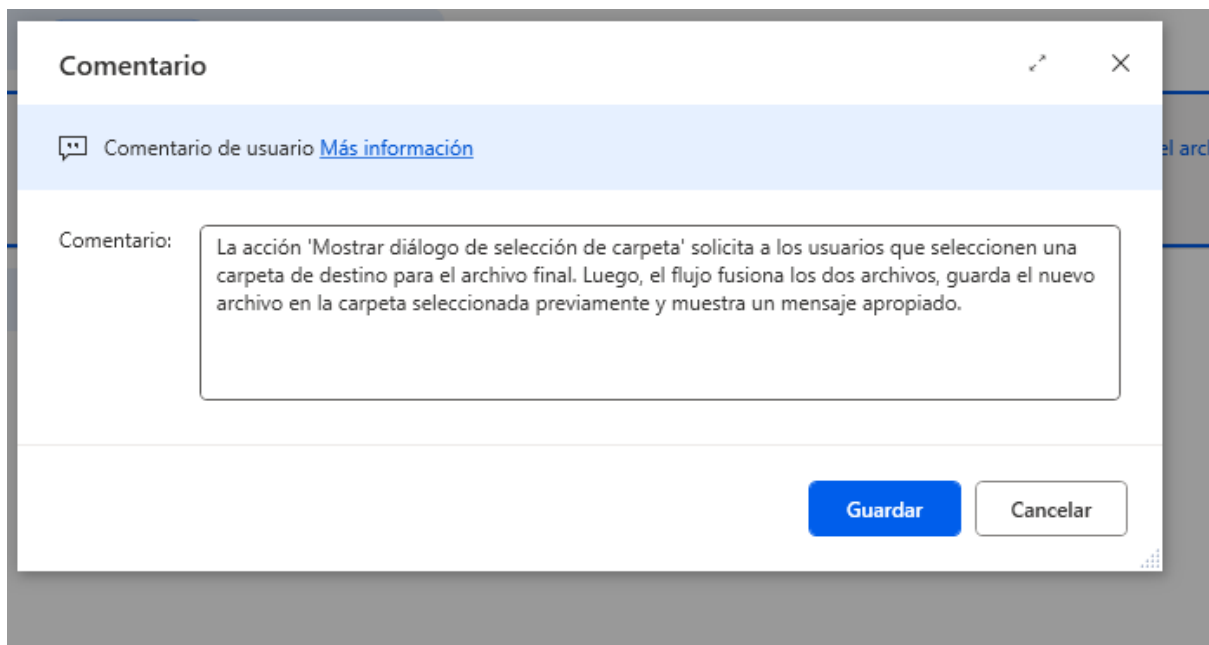 Comentario
Comentario de usuario Más información
el arc
Comentario:
La acción 'Mostrar diálogo de selección de carpeta' solicita a los usuarios que seleccionen una
carpeta de destino para el archivo final. Luego, el flujo fusiona los dos archivos, guarda el nuevo
archivo en la carpeta seleccionada previamente y muestra un mensaje apropiado.
Guardar
Cancelar